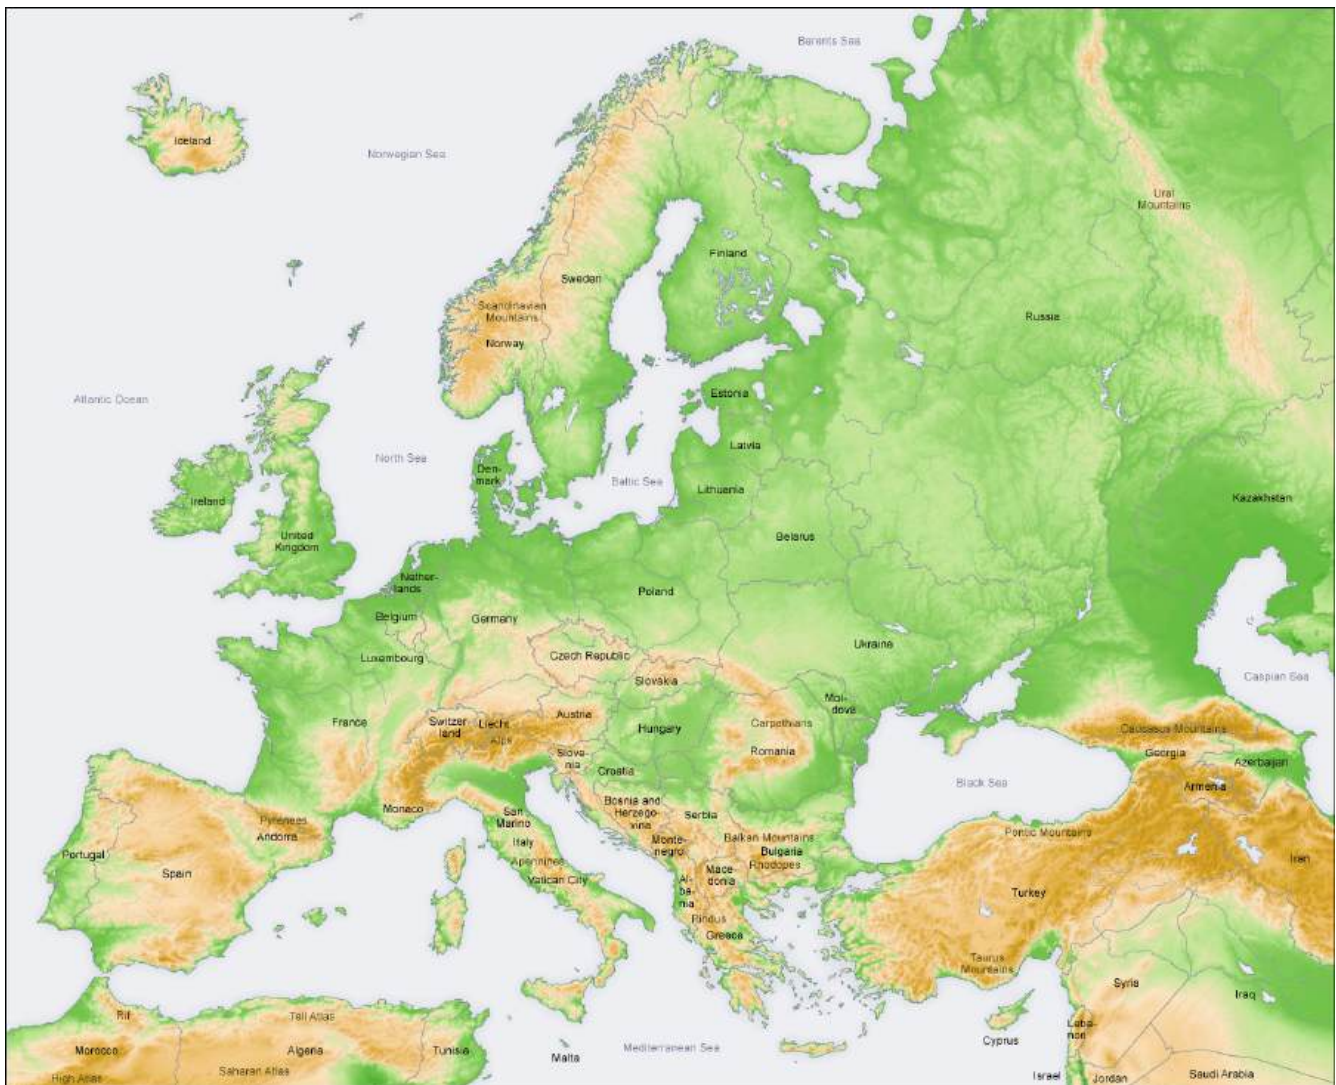 Barents Sea
Iceland
Norwegian Sea
Ural
Mountains
Finland
Sweden
Scandinavian
Mountains
Russia
Norway
Atlantic Ocean
Estonia
Latvia
North Sea
Den-
mark
Baltic Sea
Lithuania
Kazakhstan
Ireland
United
Kingdom
Belarus
Nether-
lands
Poland
Belgium
Germany
Ukraine
Czech Republic
Luxembourg
Slovakia
Caspian Sea
Mol-
dova
France
Switzer-
land
Liecht
Austria
Alps
Hungary
Carpathians
Romania
Caucasus Mountains
Georgia
Azerbaijan
Slove-
nia
Croatia
Black Sea
Armenia
Monaco
San
Marino
Bosnia and
Herzego-
vina
Serbia
Pyrenees
Andorra
Italy
Monte-
negro
Balkan Mountains
Bulgaria
Rhodopes
Pontic Mountains
Iran
Portugal
Spain
Apennines
Vatican City
Al-
ba-
nia
Mace-
donia
Turkey
Pindus
Greece
Taurus
Mountains
Syria
Iraq
Rif
Tell Atlas
Leba-
non
Cyprus
Morocco
Algeria
Tunisia
Malta
Mediterranean Sea
High Atlas
Saharan Atlas
Israel
Jordan
Saudi Arabia